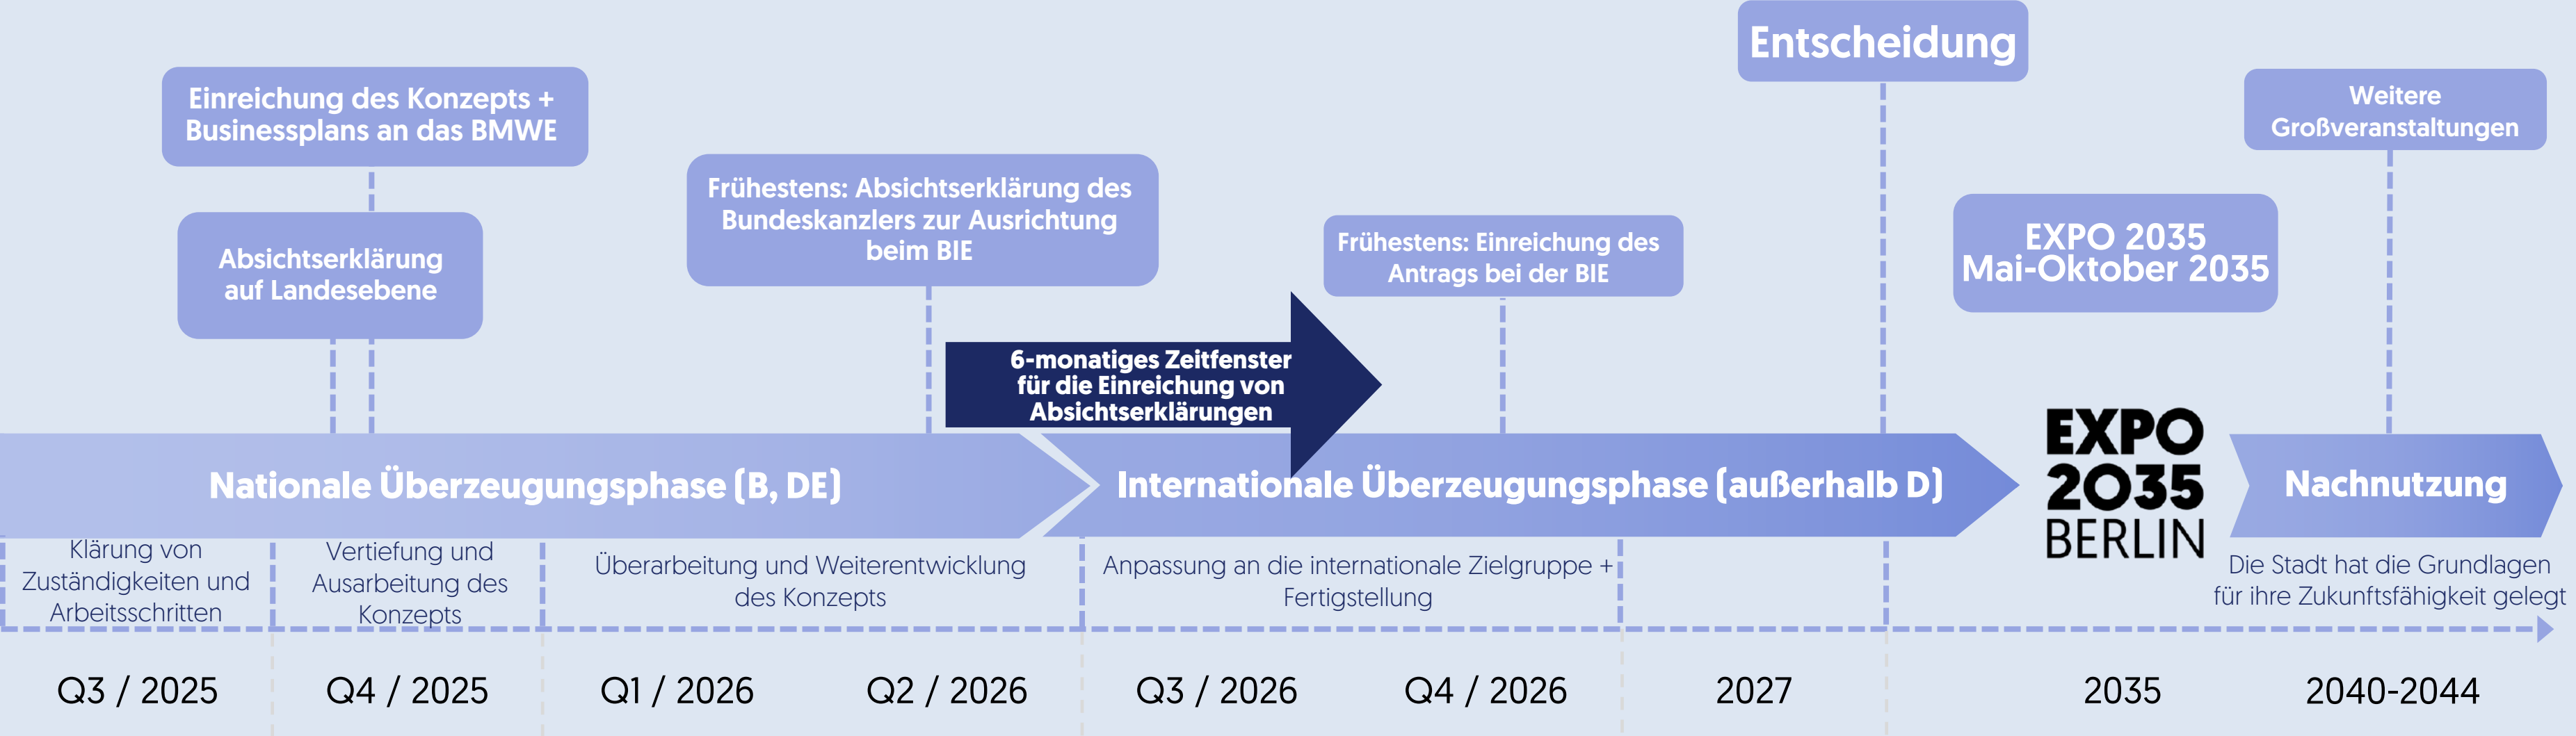 Entscheidung
Einreichung des Konzepts +
Businessplans an das BMWE
Weitere
Großveranstaltungen
Frühestens: Absichtserklärung des
Bundeskanzlers zur Ausrichtung
beim BIE
Absichtserklärung
auf Landesebene
Frühestens: Einreichung des
Antrags bei der BIE
EXPO 2035
Mai-Oktober 2035
6-monatiges Zeitfenster
für die Einreichung von
Absichtserklärungen
Nationale Überzeugungsphase (B, DE)
Internationale Überzeugungsphase (außerhalb D)
EXPO
2035
BERLIN
Nachnutzung
Klärung von
Zuständigkeiten und
Arbeitsschritten
Vertiefung und
Ausarbeitung des
Konzepts
Überarbeitung und Weiterentwicklung
des Konzepts
Anpassung an die internationale Zielgruppe +
Fertigstellung
Die Stadt hat die Grundlagen
für ihre Zukunftsfähigkeit gelegt
Q3 / 2025
Q4 / 2025
Q1 / 2026
Q2 / 2026
Q3 / 2026
Q4 / 2026
2027
2035
2040-2044